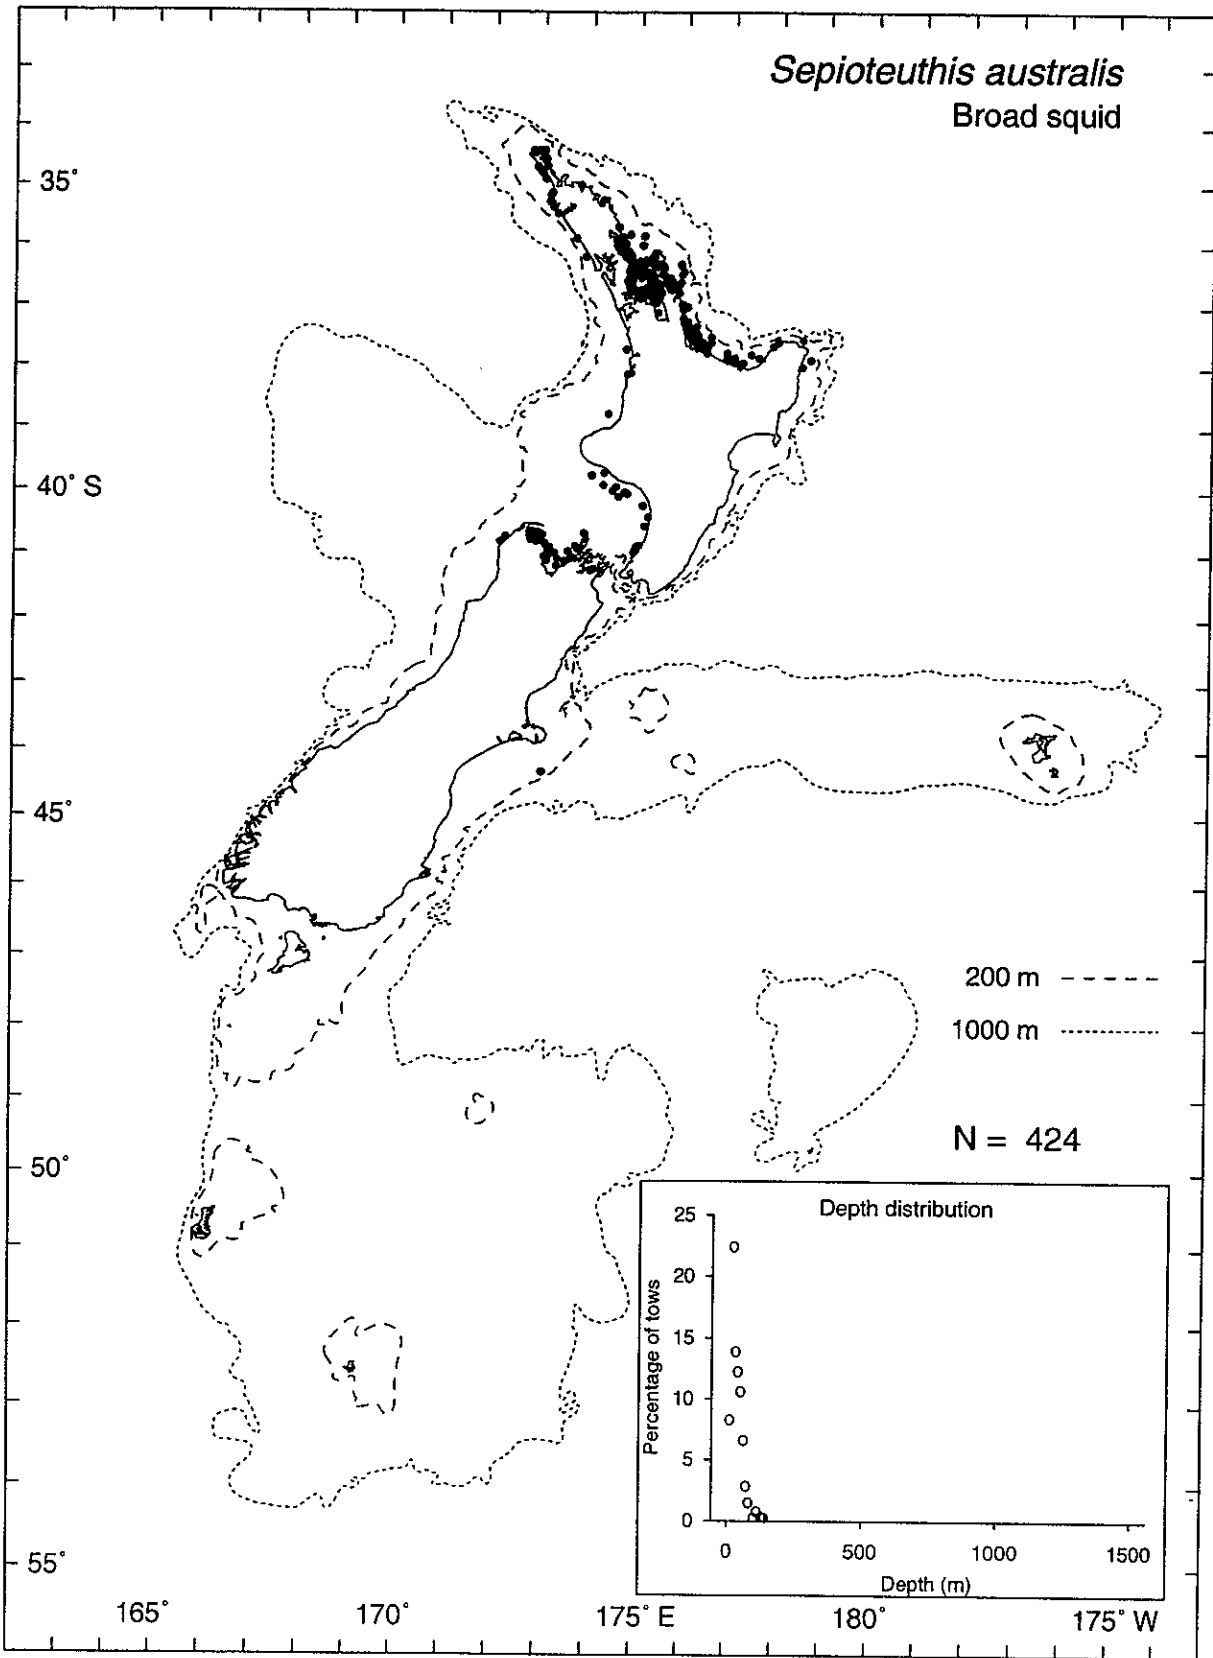 Sepioteuthis australis
Broad squid
35°
40° S
45°
200 m
1000 m
50°
N = 424
Depth distribution
25
20
15
10
5
0
Percentage of tows
0 500 1000 1500
Depth (m)
55°
165° 170° 175° E 180° 175° W